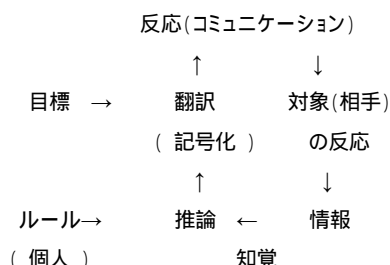 反応(コミュニケーション)
↑ ↓
目標 → 翻訳 対象(相手)
( 記号化 ) の反応
↑ ↓
ルール→ 推論 ← 情報
( 個人 ) 知覚